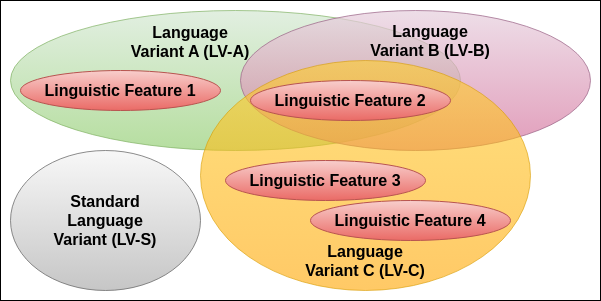 Language
Variant A (LV-A)
Language
Variant B (LV-B)
Linguistic Feature 1
Linguistic Feature 2
Linguistic Feature 3
Linguistic Feature 4
Standard
Language
Variant (LV-S)
Language
Variant C (LV-C)